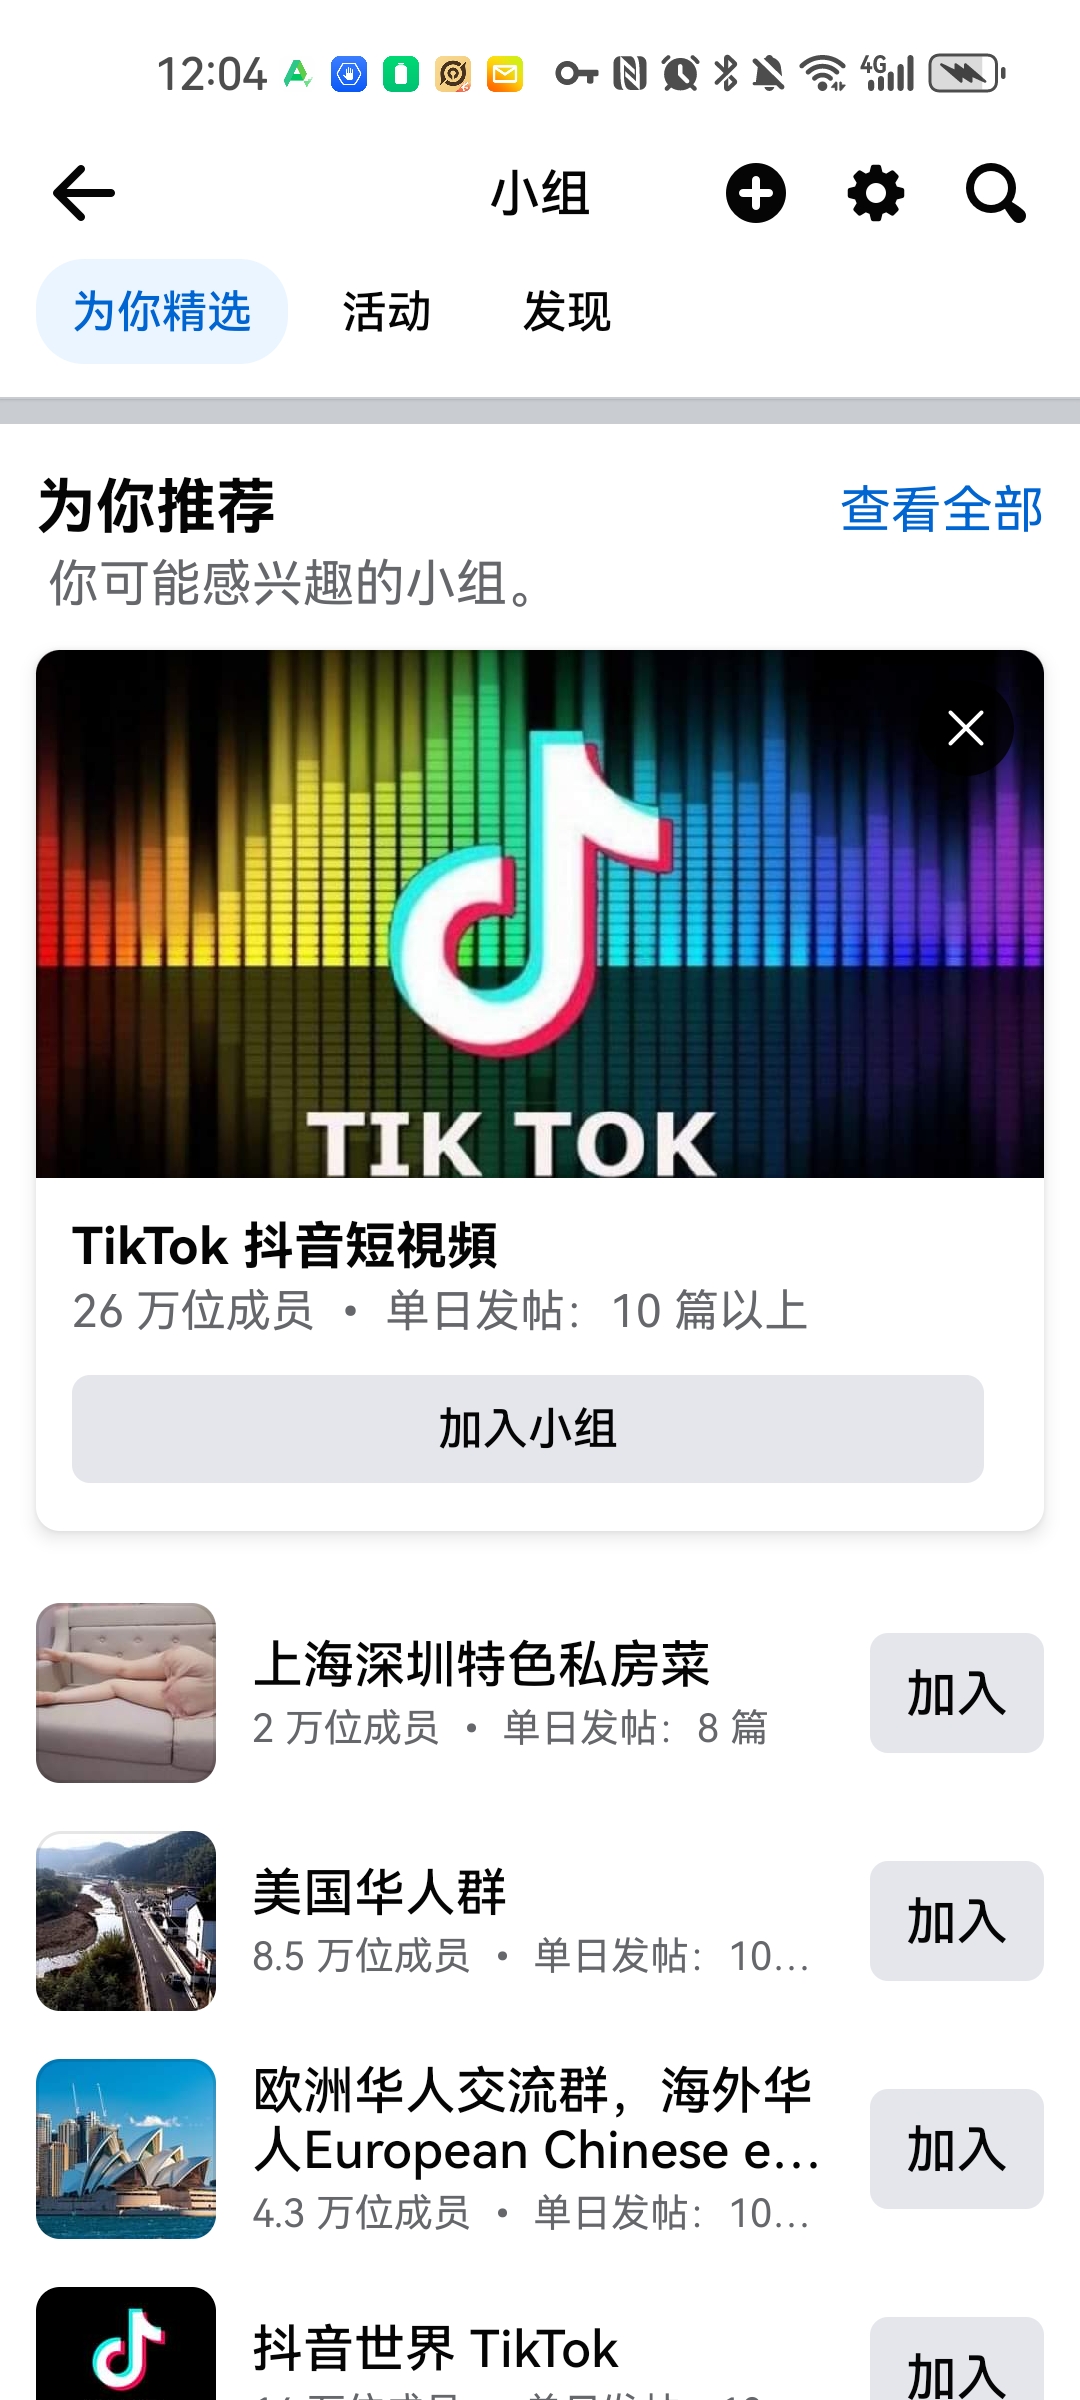 12:04
4G
小组
为你精选 活动 发现
为你推荐 查看全部
你可能感兴趣的小组。
TIK TOK
TikTok 抖音短視頻
26 万位成员 • 单日发帖：10 篇以上
加入小组
上海深圳特色私房菜
2 万位成员 • 单日发帖：8 篇
加入
美国华人群
8.5 万位成员 • 单日发帖：10...
加入
欧洲华人交流群，海外华
人European Chinese e...
4.3 万位成员 • 单日发帖：10...
加入
抖音世界 TikTok
加入